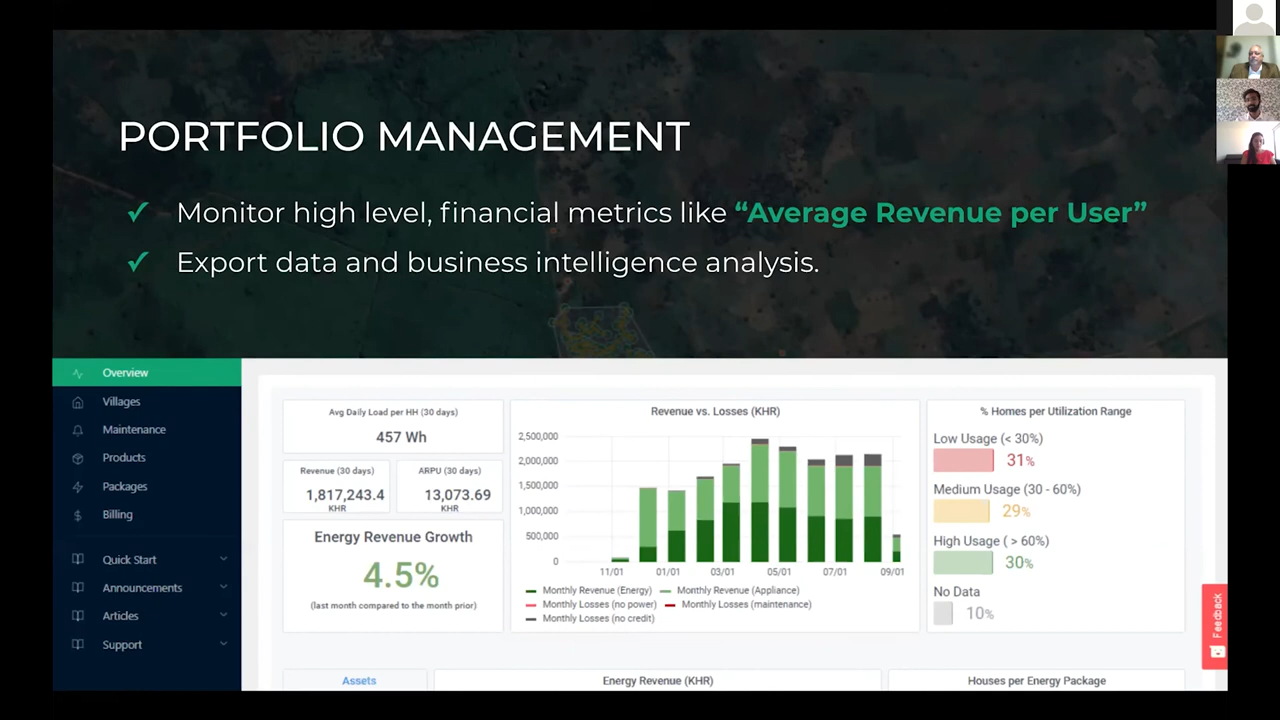 PORTFOLIO MANAGEMENT
✓ Monitor high level, financial metrics like “Average Revenue per User”
✓ Export data and business intelligence analysis.
Overview
Villages
Maintenance
Products
Packages
Billing
Quick Start
Announcements
Articles
Support
Avg Daily Load per HH (30 days)
457 Wh
Revenue (30 days)
1,817,243.4
KHR
ARPU (30 days)
13,073.69
KHR
Energy Revenue Growth
4.5%
(last month compared to the month prior)
Revenue vs. Losses (KHR)
2,500,000
2,000,000
1,500,000
1,000,000
500,000
0
11/01 01/01 03/01 05/01 07/01 09/01
Monthly Revenue (Energy) Monthly Revenue (Appliance)
Monthly Losses (no power) Monthly Losses (maintenance)
Monthly Losses (no credit)
% Homes per Utilization Range
Low Usage (< 30%)
31%
Medium Usage (30 - 60%)
29%
High Usage ( > 60%)
30%
No Data
10%
Feedback
Assets
Energy Revenue (KHR)
Houses per Energy Package